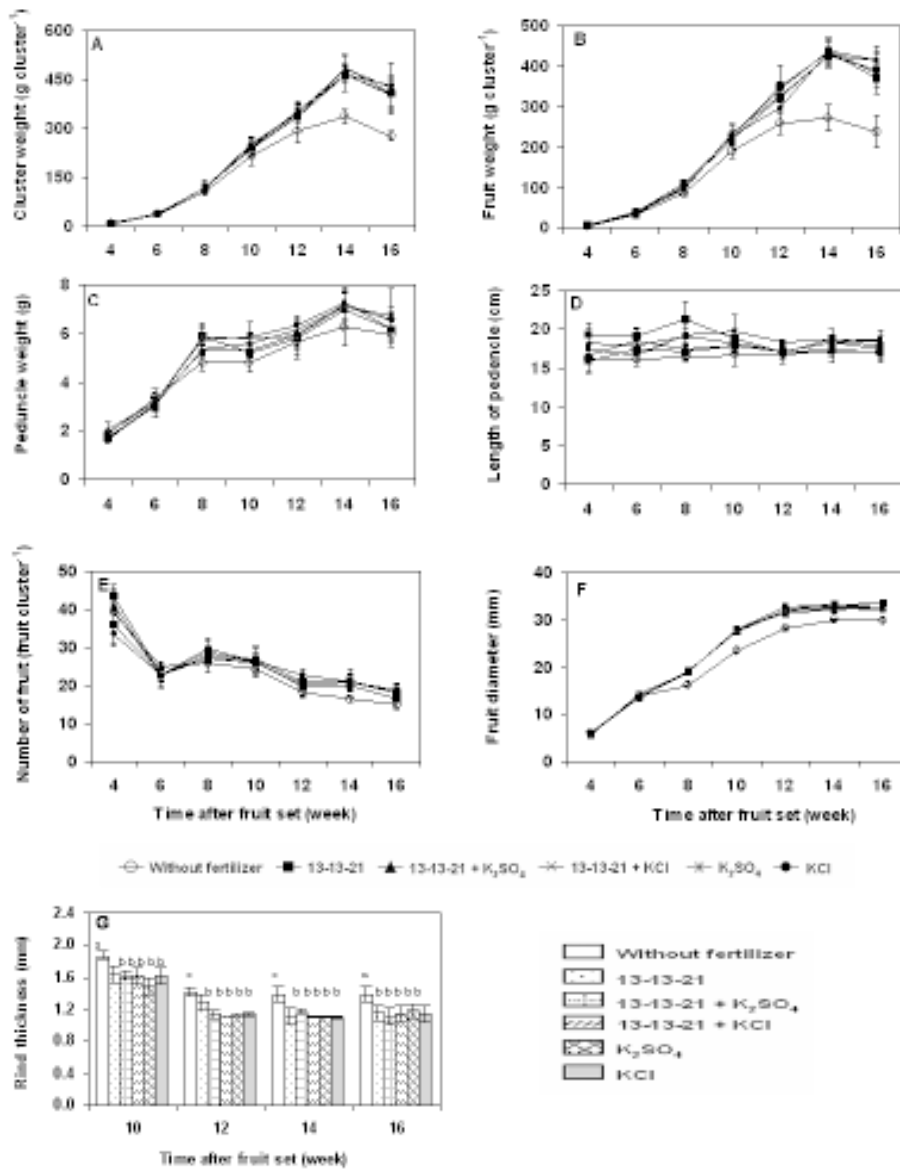 A
Cluster weight (g cluster⁻¹)
600
450
300
150
0
4 6 8 10 12 14 16
B
Fruit weight (g cluster⁻¹)
500
400
300
200
100
0
4 6 8 10 12 14 16
C
Peduncle weight (g)
8
6
4
2
0
4 6 8 10 12 14 16
D
Length of pedencle (cm)
25
20
15
10
5
0
4 6 8 10 12 14 16
E
Number of fruit (fruit cluster⁻¹)
50
40
30
20
10
0
4 6 8 10 12 14 16
Time after fruit set (week)
F
Fruit diameter (mm)
40
30
20
10
0
4 6 8 10 12 14 16
Time after fruit set (week)
Without fertilizer 13-13-21 13-13-21 + K₂SO₄ 13-13-21 + KCl K₂SO₄ KCl
G
Rind thickness (mm)
2.4
2.0
1.6
1.2
0.8
0.4
0.0
b b b b b
b b b b b
b b b b b
b b b b b
10 12 14 16
Time after fruit set (week)
Without fertilizer
13-13-21
13-13-21 + K₂SO₄
13-13-21 + KCl
K₂SO₄
KCl